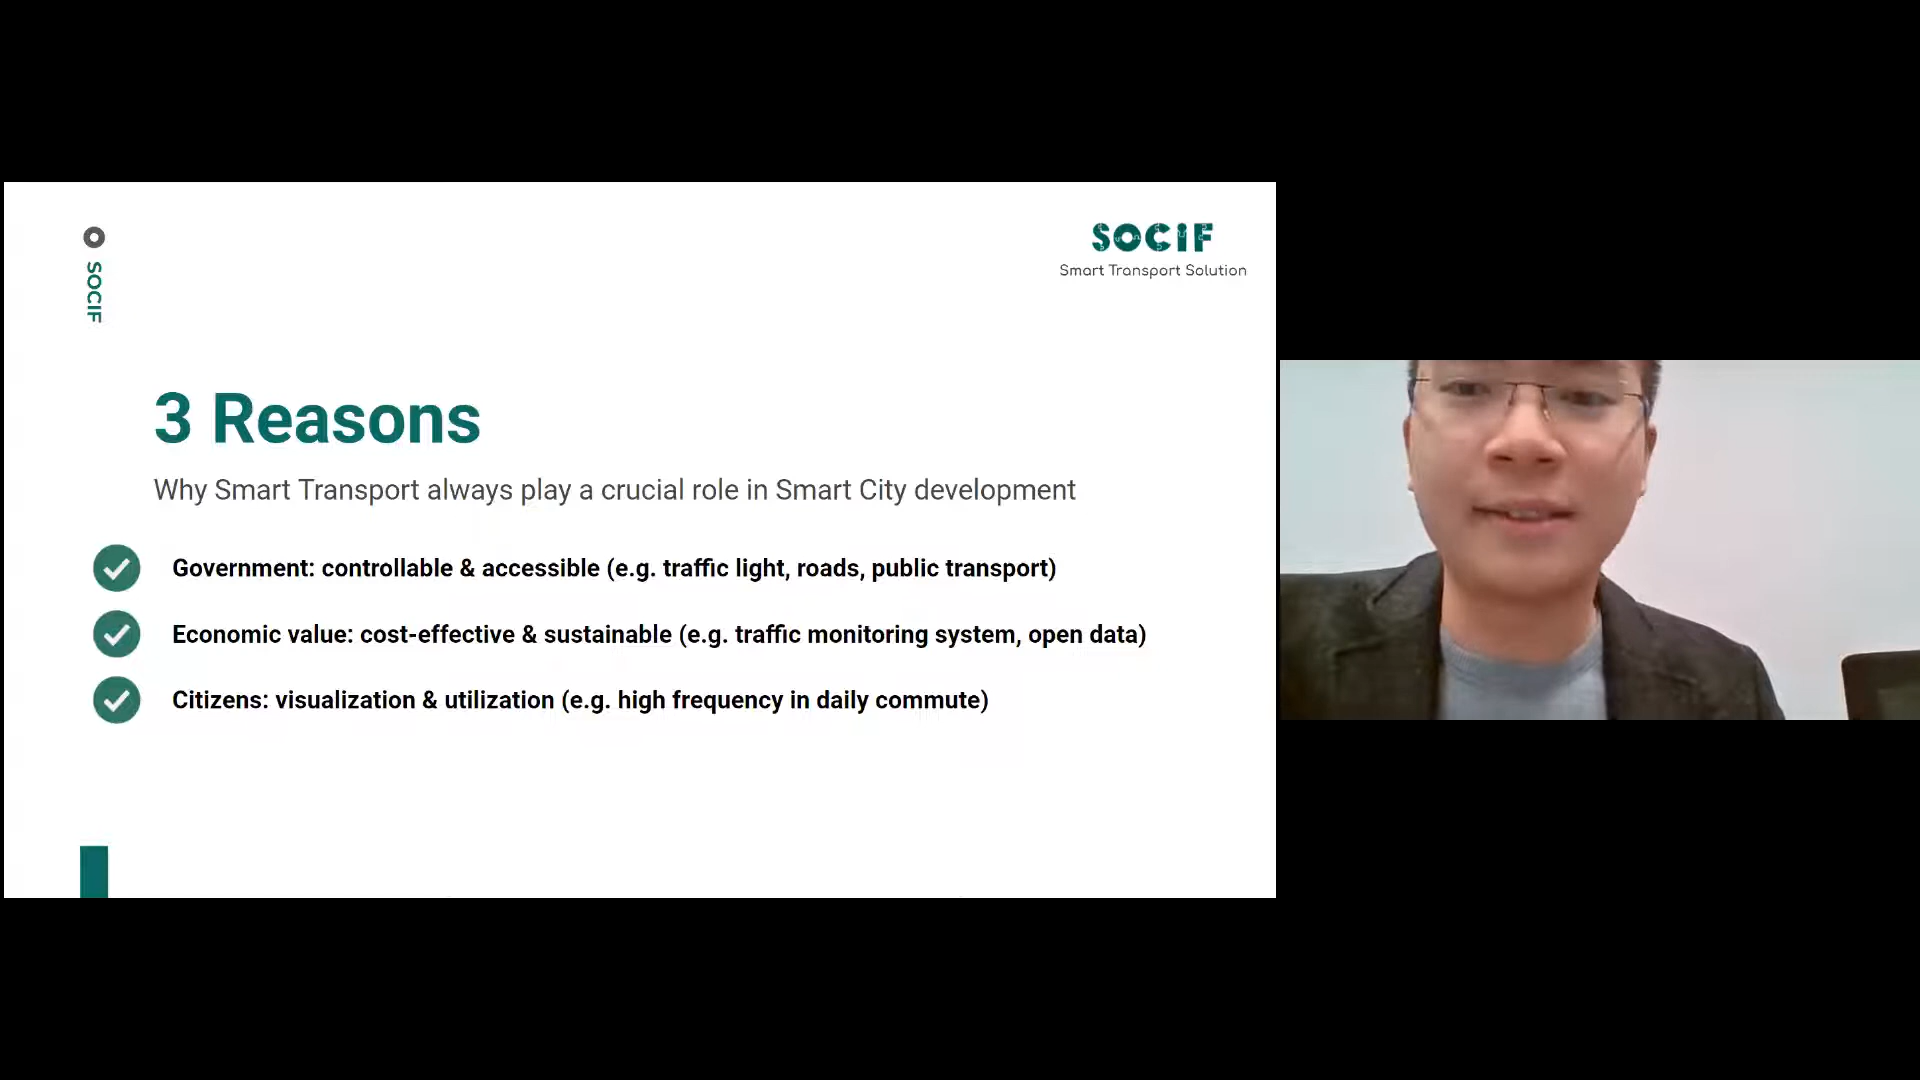 SOCIF
SOCIF
Smart Transport Solution
3 Reasons
Why Smart Transport always play a crucial role in Smart City development
Government: controllable & accessible (e.g. traffic light, roads, public transport)
Economic value: cost-effective & sustainable (e.g. traffic monitoring system, open data)
Citizens: visualization & utilization (e.g. high frequency in daily commute)